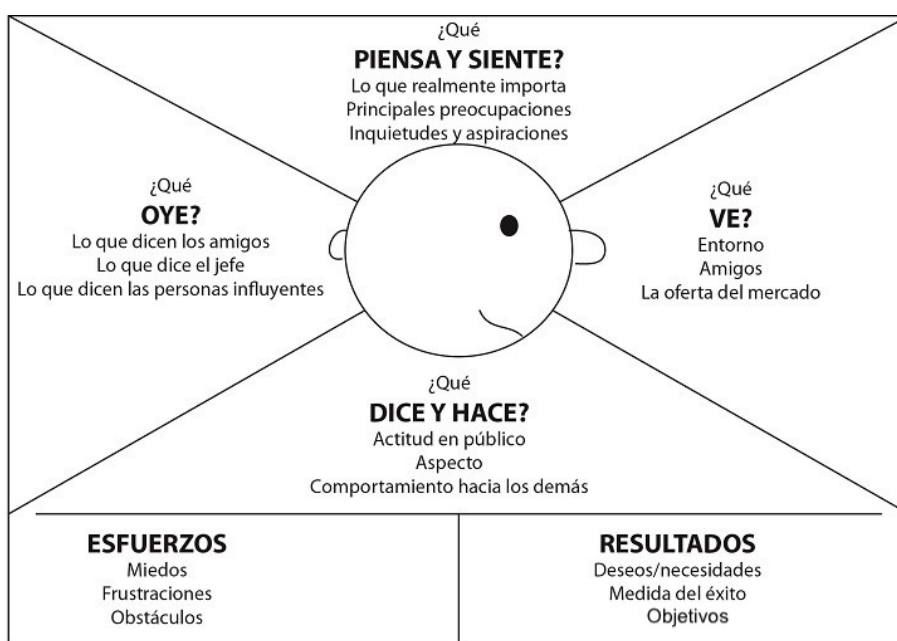 ¿Qué
PIENSA Y SIENTE?
Lo que realmente importa
Principales preocupaciones
Inquietudes y aspiraciones
¿Qué
OYE?
Lo que dicen los amigos
Lo que dice el jefe
Lo que dicen las personas influyentes
¿Qué
VE?
Entorno
Amigos
La oferta del mercado
¿Qué
DICE Y HACE?
Actitud en público
Aspecto
Comportamiento hacia los demás
ESFUERZOS
Miedos
Frustraciones
Obstáculos
RESULTADOS
Deseos/necesidades
Medida del éxito
Objetivos